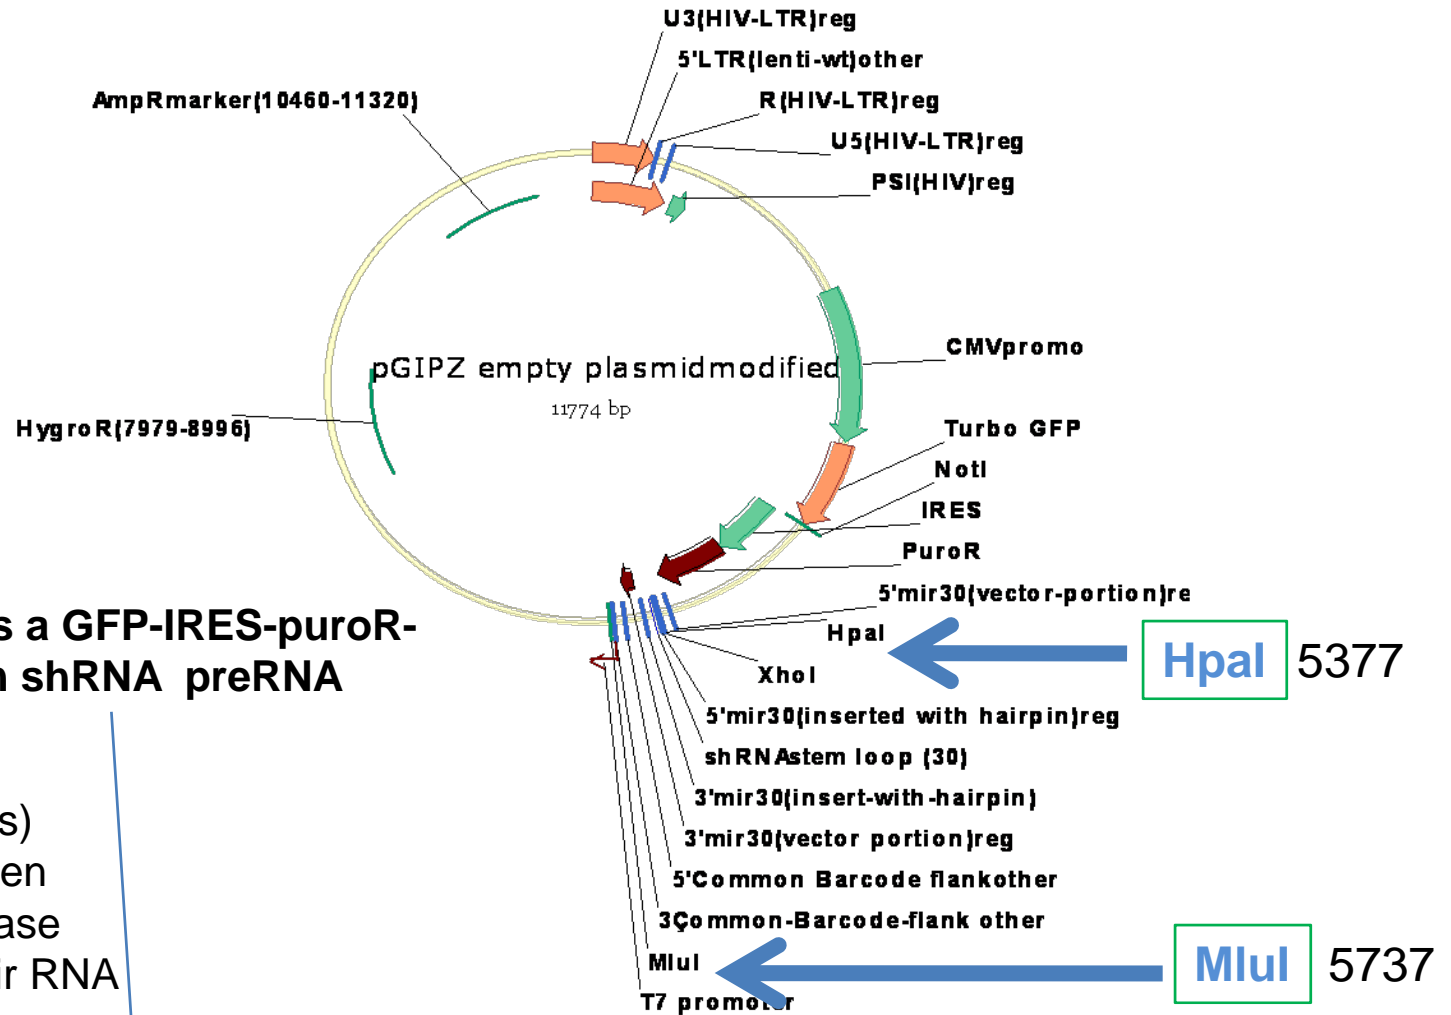 U3(HIV-LTR)reg
5'LTR(lenti-wt)other
AmpRmarker(10460-11320)
R(HIV-LTR)reg
U5(HIV-LTR)reg
PSI(HIV)reg
CMVpromo
pGIPZ empty plasmidmodified
11774 bp
HygroR(7979-8996)
Turbo GFP
NotI
IRES
PuroR
5'mir30(vector-portion)re
HpaI
HpaI 5377
XhoI
s a GFP-IRES-puroR-
n shRNA preRNA
5'mir30(inserted with hairpin)reg
shRNAstem loop (30)
3'mir30(insert-with-hairpin)
s)
3'mir30(vector portion)reg
en
5'Common Barcode flankother
ase
3Common-Barcode-flank other
ir RNA
MluI
MluI 5737
T7 promoter